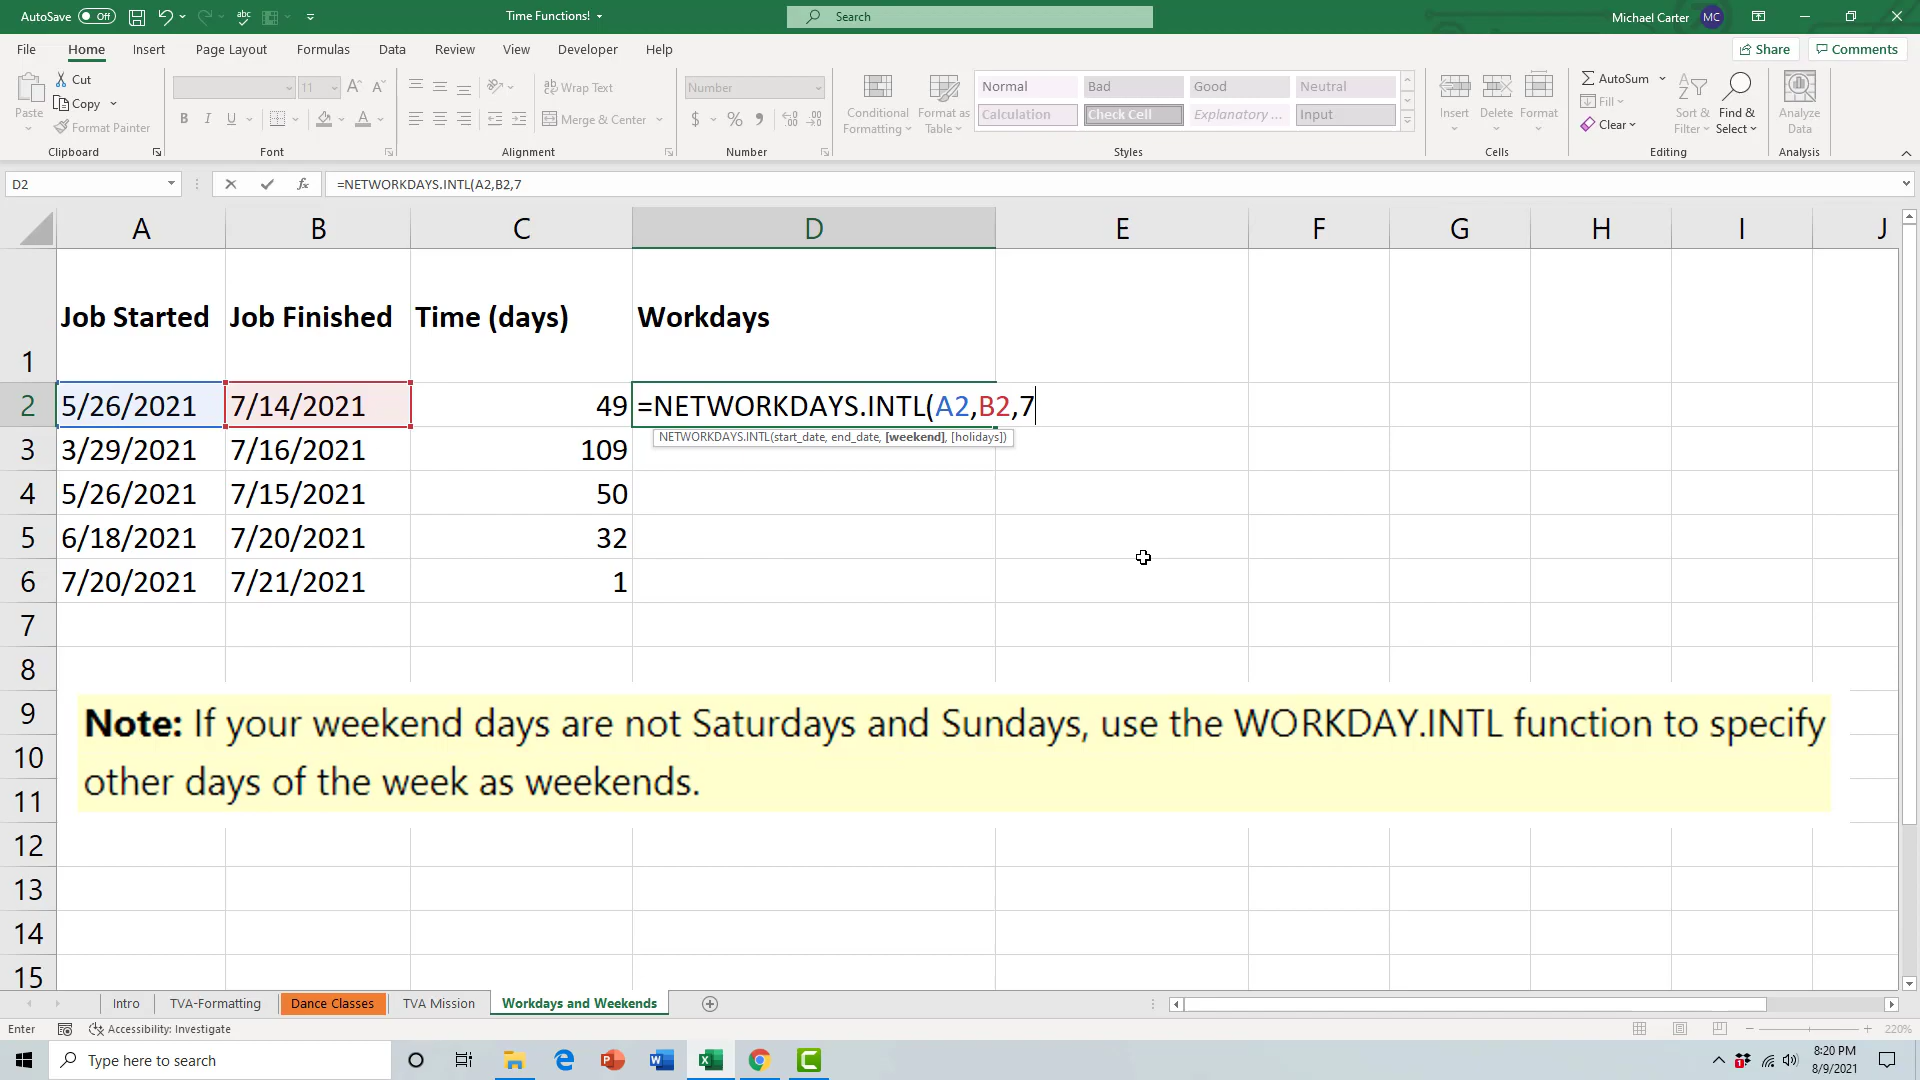 AutoSave Off Time Functions! Search Michael Carter MC
File Home Insert Page Layout Formulas Data Review View Developer Help Share Comments
Paste Cut Copy Format Painter Clipboard
11 B I U Font
Wrap Text Merge & Center Alignment
Number $ % 9 Number
Conditional Formatting Format as Table
Normal Bad Good Neutral
Calculation Check Cell Explanatory ... Input
Styles
Insert Delete Format Cells
AutoSum Fill Clear Sort & Filter Find & Select Editing
Analyze Data Analysis
D2 fx =NETWORKDAYS.INTL(A2,B2,7
A B C D E F G H I J
1 Job Started Job Finished Time (days) Workdays
2 5/26/2021 7/14/2021 49 =NETWORKDAYS.INTL(A2,B2,7
NETWORKDAYS.INTL(start_date, end_date, [weekend], [holidays])
3 3/29/2021 7/16/2021 109
4 5/26/2021 7/15/2021 50
5 6/18/2021 7/20/2021 32
6 7/20/2021 7/21/2021 1
7
8
9 Note: If your weekend days are not Saturdays and Sundays, use the WORKDAY.INTL function to specify
10
other days of the week as weekends.
11
12
13
14
15
Intro TVA-Formatting Dance Classes TVA Mission Workdays and Weekends
Enter Accessibility: Investigate 220%
Type here to search 8:20 PM
8/9/2021